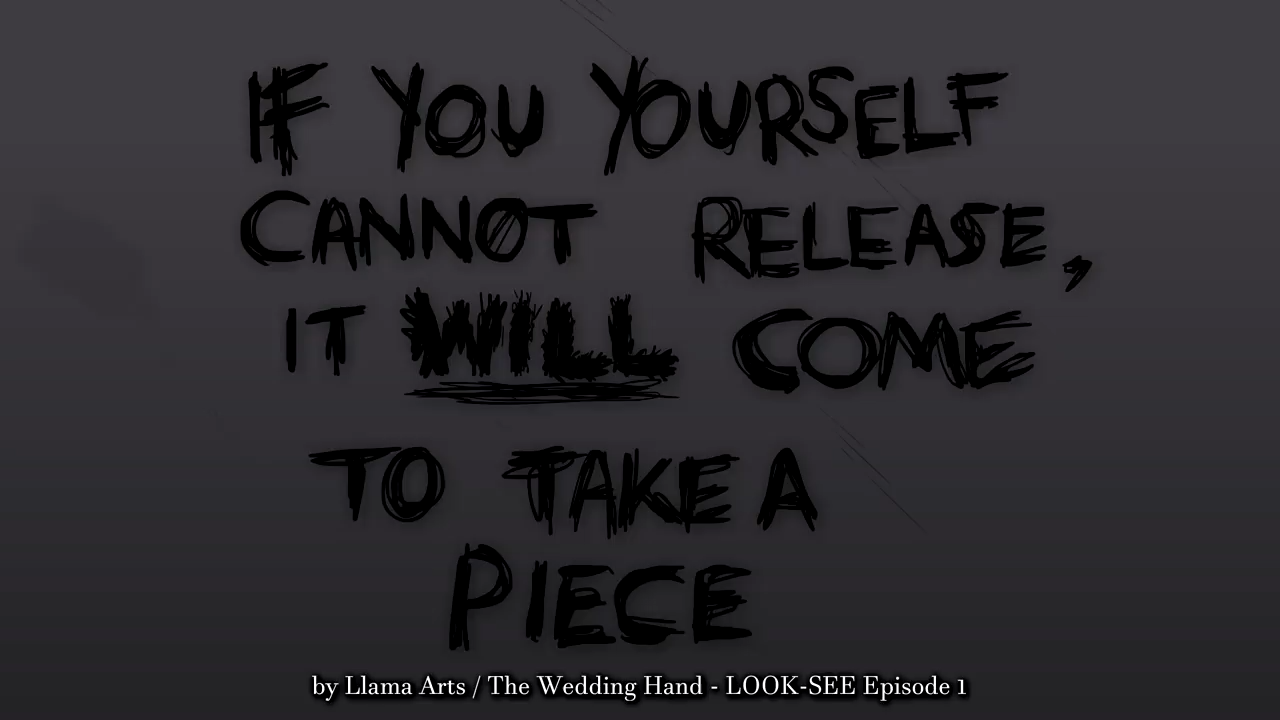 IF YOU YOURSELF
CANNOT RELEASE,
IT WILL COME
TO TAKE A
PIECE
by Llama Arts / The Wedding Hand - LOOK-SEE Episode 1